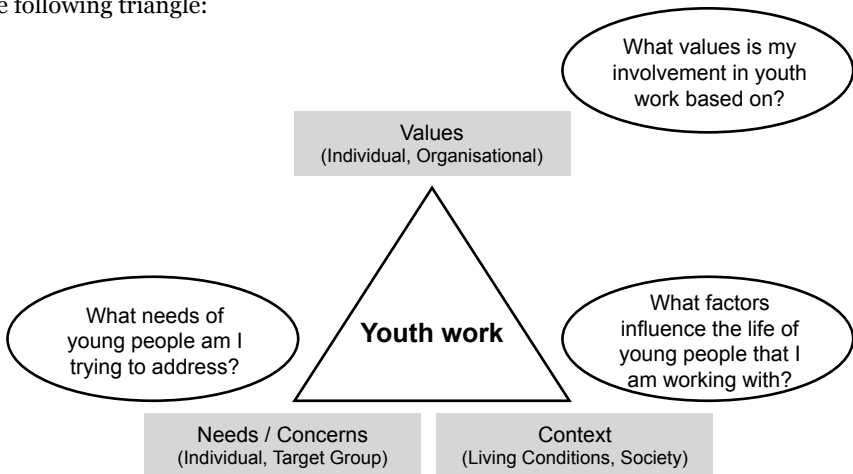 e following triangle:
What values is my
involvement in youth
work based on?
Values
(Individual, Organisational)
What needs of
young people am I
trying to address?
Youth work
What factors
influence the life of
young people that I
am working with?
Needs / Concerns
(Individual, Target Group)
Context
(Living Conditions, Society)